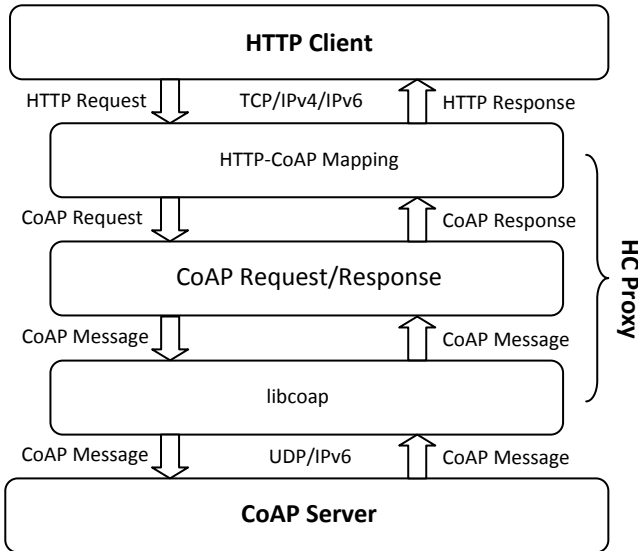 HTTP Client
HTTP Request
TCP/IPv4/IPv6
HTTP Response
HTTP-CoAP Mapping
CoAP Request
CoAP Response
CoAP Request/Response
HC Proxy
CoAP Message
CoAP Message
libcoap
CoAP Message
UDP/IPv6
CoAP Message
CoAP Server